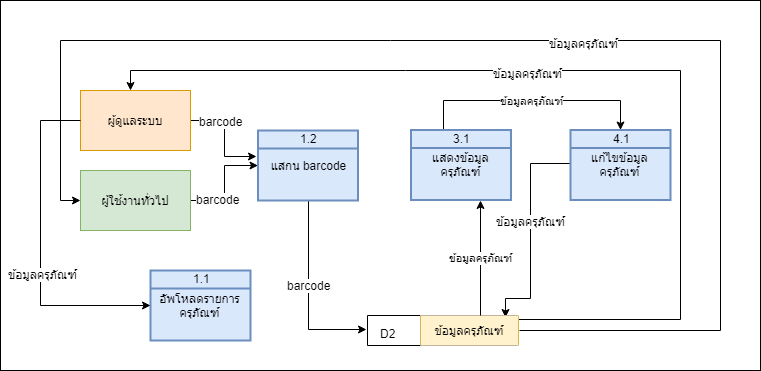 ข้อมูลครุภัณฑ์
ข้อมูลครุภัณฑ์
ผู้ดูแลระบบ
barcode
ข้อมูลครุภัณฑ์
1.2
แสกน barcode
3.1
แสดงข้อมูล
ครุภัณฑ์
4.1
แก้ไขข้อมูล
ครุภัณฑ์
ผู้ใช้งานทั่วไป
barcode
ข้อมูลครุภัณฑ์
ข้อมูลครุภัณฑ์
ข้อมูลครุภัณฑ์
1.1
อัพโหลดรายการ
ครุภัณฑ์
barcode
D2
ข้อมูลครุภัณฑ์